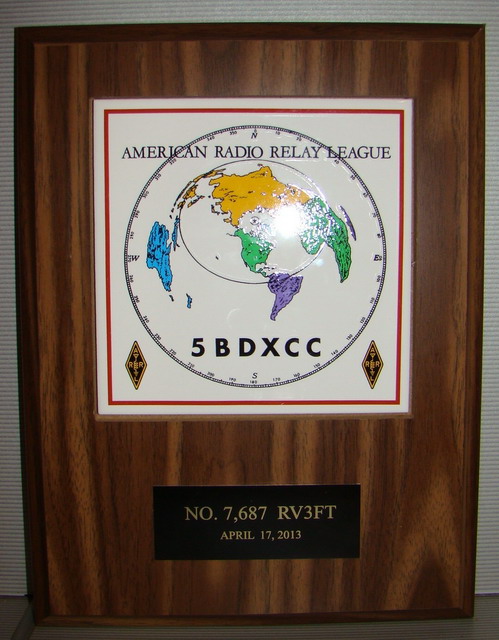 N
AMERICAN RADIO RELAY LEAGUE
W
E
5BDXCC
S
NO. 7,687 RV3FT
APRIL 17, 2013